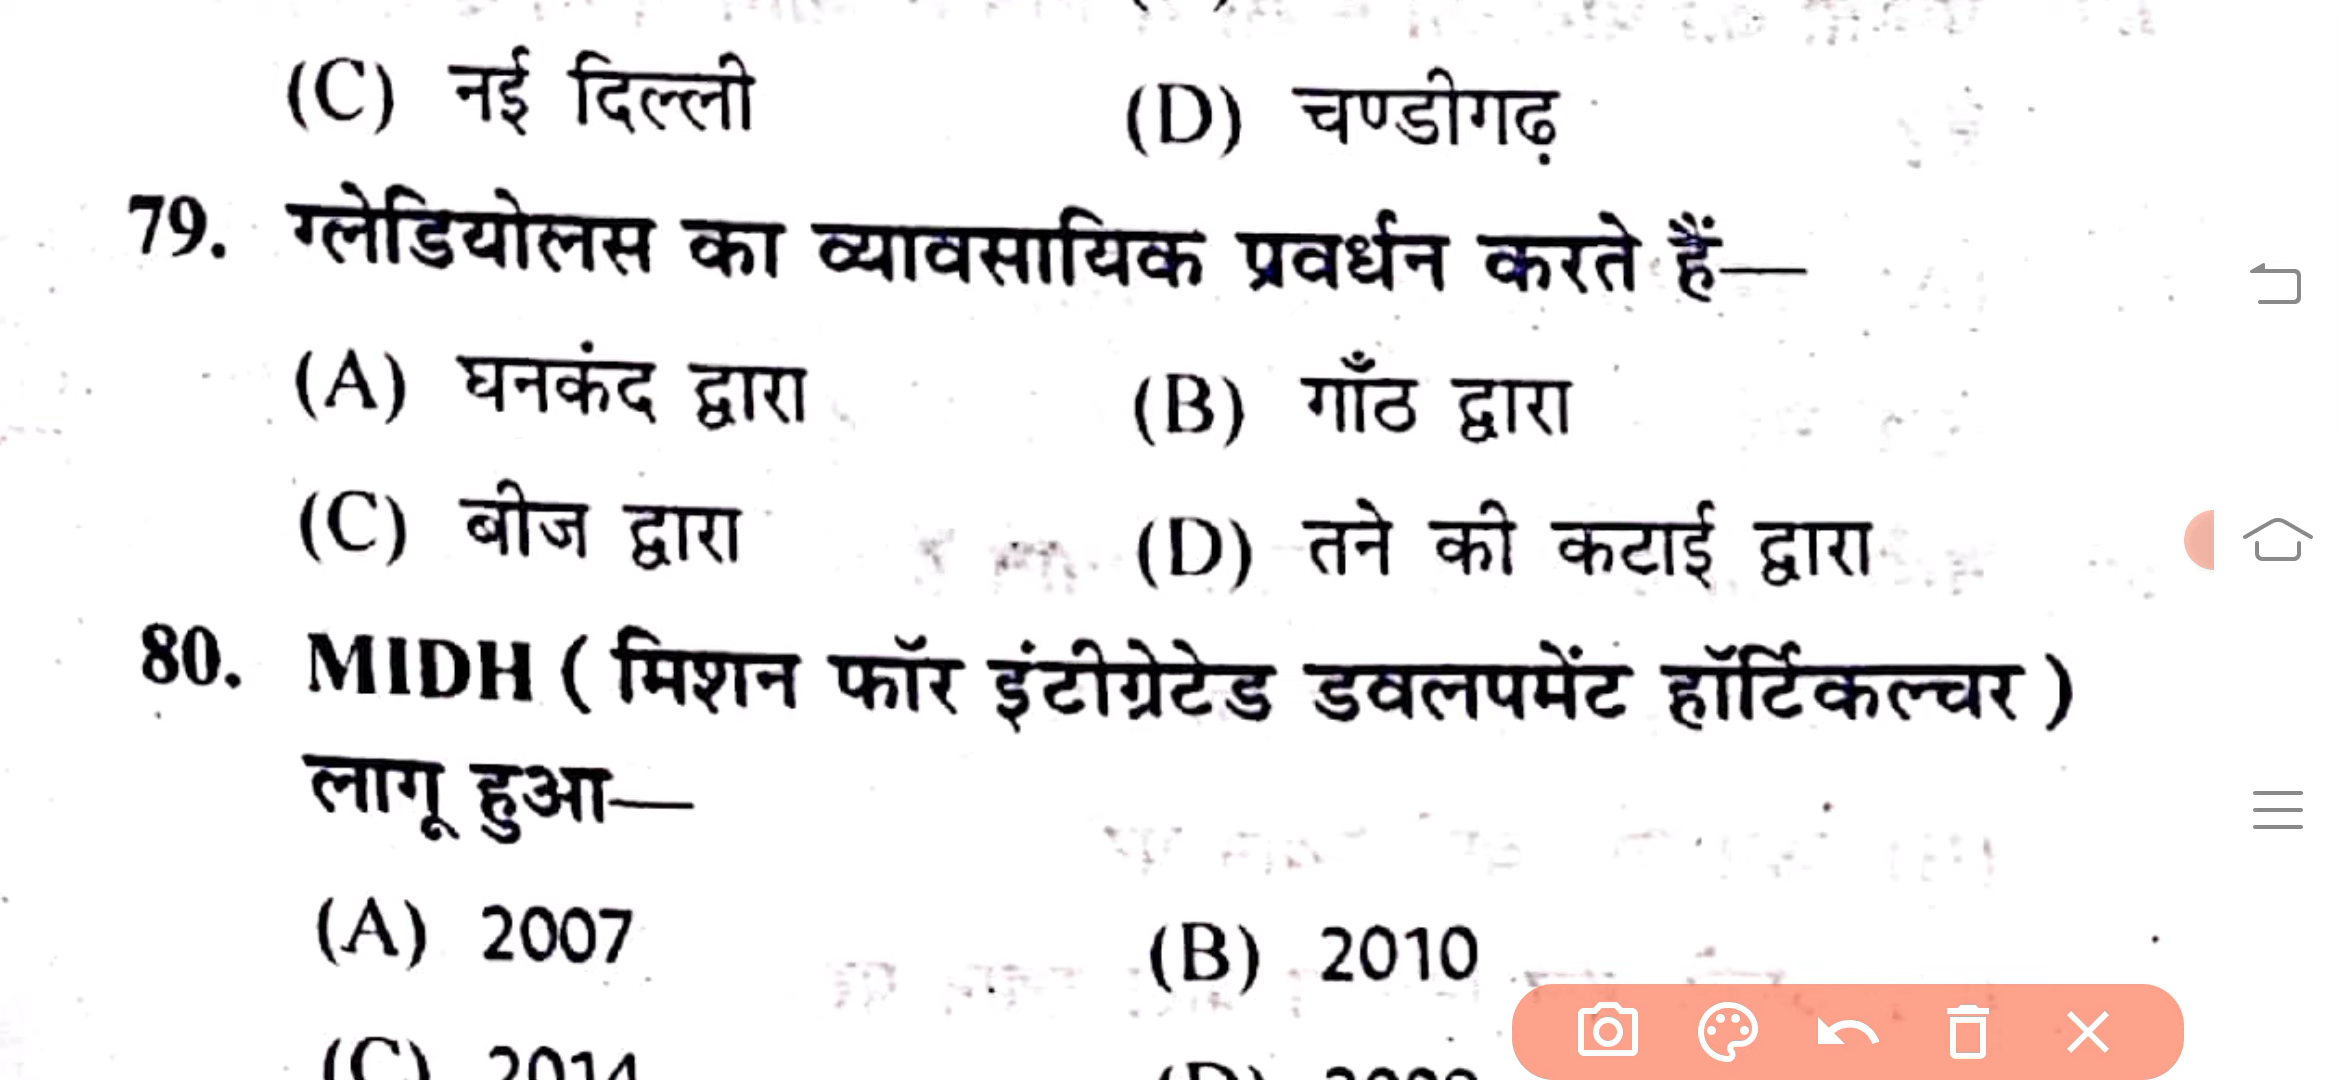 (C) नई दिल्ली (D) चण्डीगढ़
79. ग्लेडियोलस का व्यावसायिक प्रवर्धन करते हैं—
(A) घनकंद द्वारा (B) गाँठ द्वारा
(C) बीज द्वारा (D) तने की कटाई द्वारा
80. MIDH ( मिशन फॉर इंटीग्रेटेड डवलपमेंट हॉर्टिकल्चर )
लागू हुआ—
(A) 2007 (B) 2010
(C) 2014 (D)